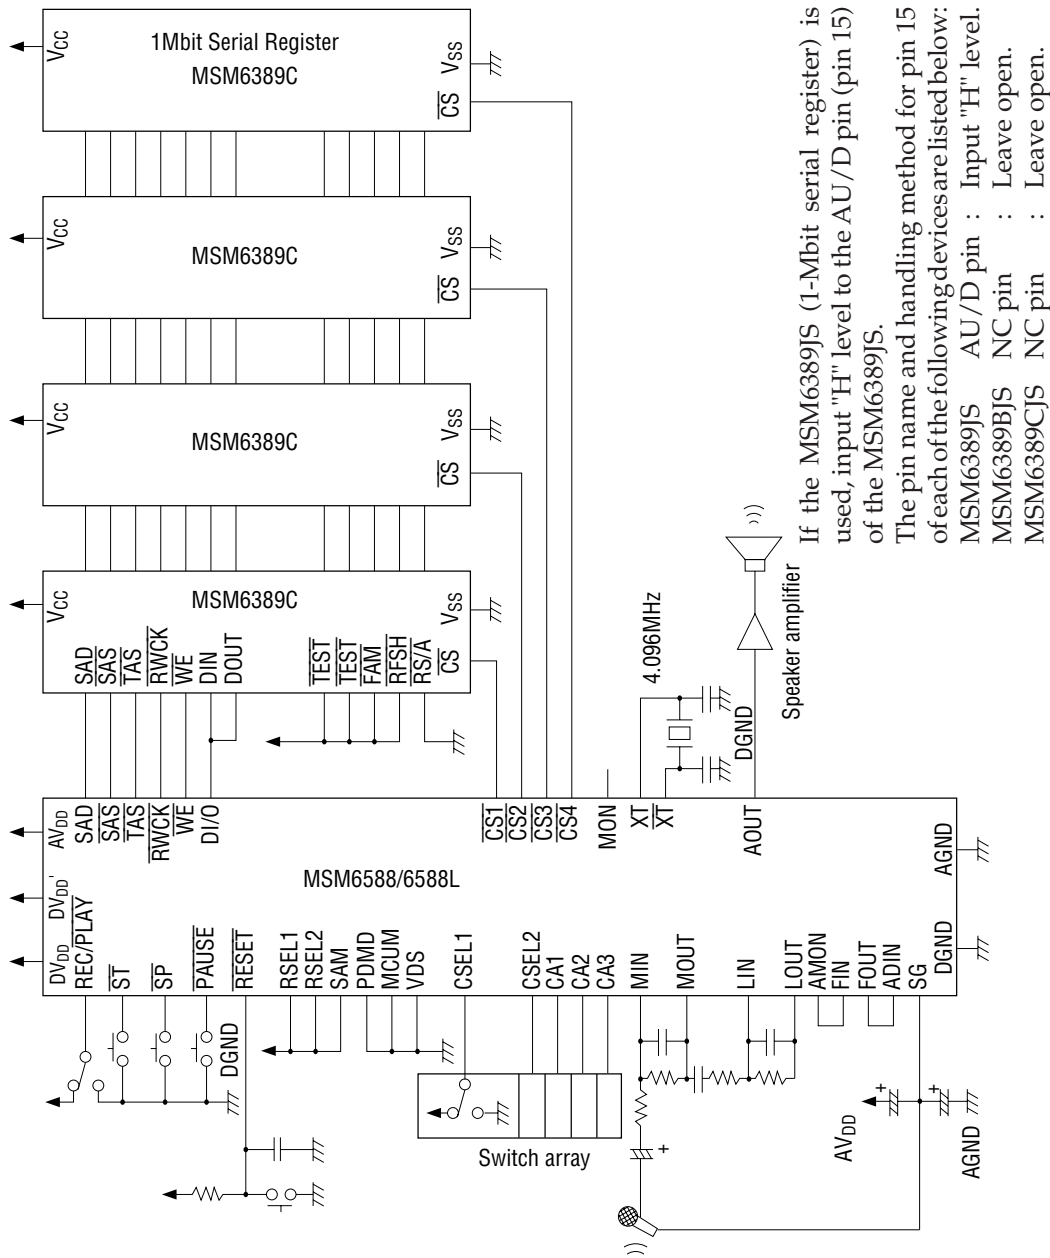 VCC
1Mbit Serial Register
MSM6389C
VSS
CS
VCC
MSM6389C
VSS
CS
VCC
MSM6389C
VSS
CS
VCC
MSM6389C
VSS
SAD
SAS
TAS
RWCK
WE
DIN
DOUT
TEST
TEST
FAM
RFSH
RS/A
CS
AVDD
DVDD'
DVDD
SAD
SAS
TAS
RWCK
WE
DI/O
CS1
CS2
CS3
CS4
MON
XT
XT
AOUT
MSM6588/6588L
REC/PLAY
ST
SP
PAUSE
RESET
RSEL1
RSEL2
SAM
PDMD
MCUM
VDS
CSEL1
CSEL2
CA1
CA2
CA3
MIN
MOUT
LIN
LOUT
AMON
FIN
FOUT
ADIN
SG
DGND
AGND
4.096MHz
DGND
Speaker amplifier
DGND
Switch array
AVDD
AGND
+
+
+
If the MSM6389JS (1-Mbit serial register) is
used, input "H" level to the AU/D pin (pin 15)
of the MSM6389JS.
The pin name and handling method for pin 15
of each of the following devices are listed below:
MSM6389JS AU/D pin : Input "H" level.
MSM6389BJS NC pin : Leave open.
MSM6389CJS NC pin : Leave open.